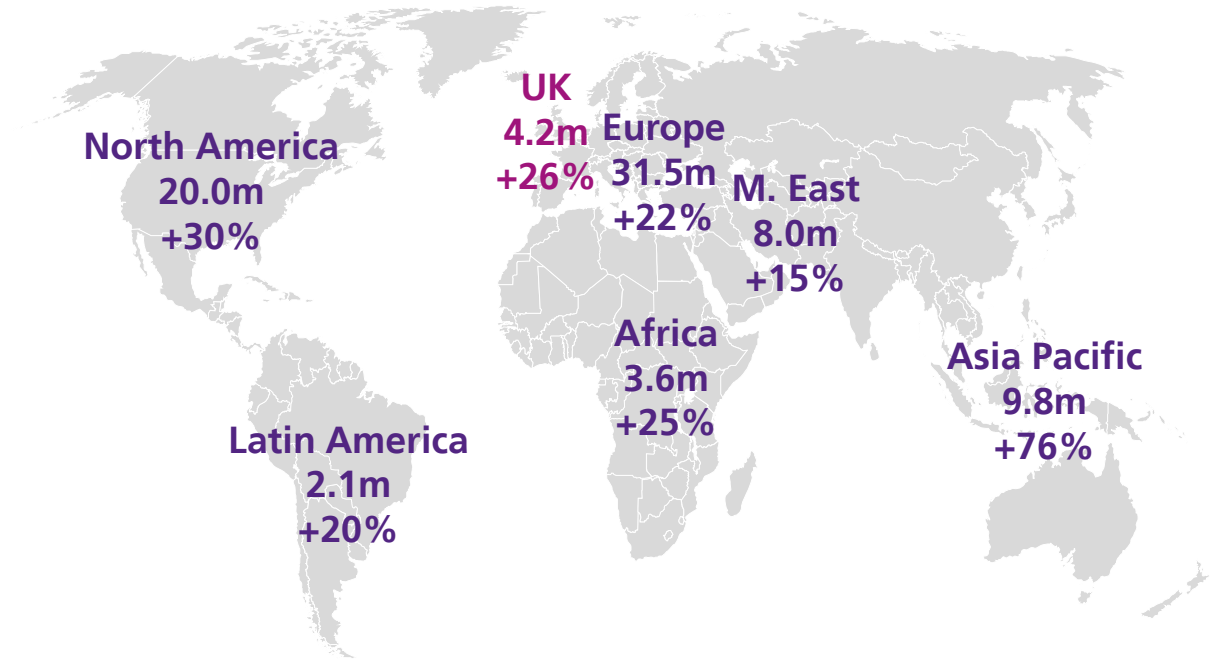 UK
4.2m
+26%
Europe
31.5m
+22%
North America
20.0m
+30%
M. East
8.0m
+15%
Africa
3.6m
+25%
Asia Pacific
9.8m
+76%
Latin America
2.1m
+20%